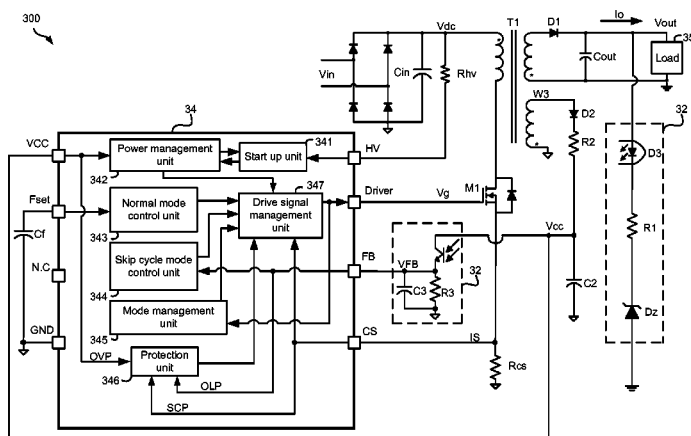 300
Vin
Cin
Vdc
Rhv
T1
D1
Io
Vout
Cout
35
Load
W3
D2
R2
32
D3
R1
Dz
34
VCC
Power management unit
342
Start up unit
341
HV
Fset
Cf
Normal mode control unit
343
Drive signal management unit
347
Driver
Vg
M1
N.C
Skip cycle mode control unit
344
FB
VFB
C3
R3
32
Vcc
C2
Mode management unit
345
GND
CS
IS
Rcs
OVP
Protection unit
346
OLP
SCP